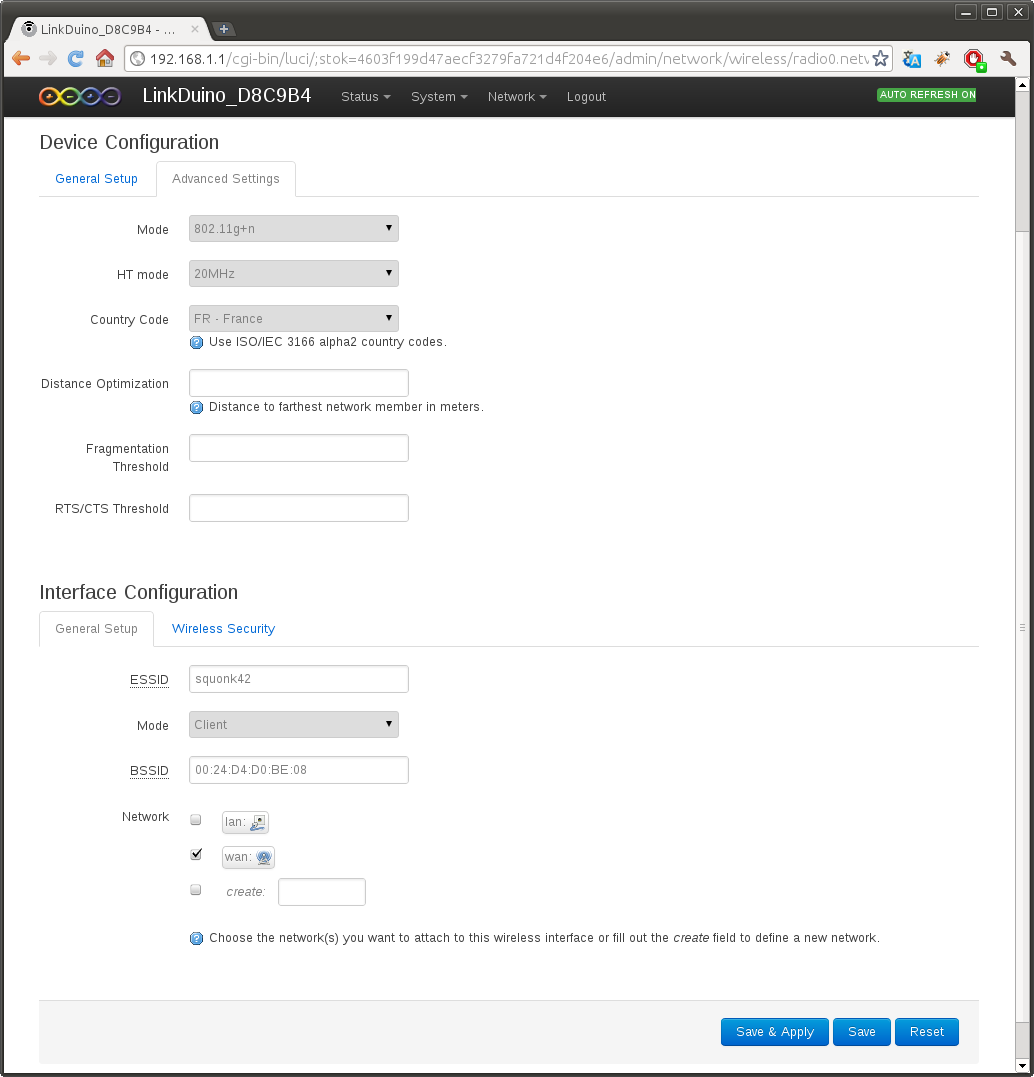 LinkDuino_D8C9B4 - ...
192.168.1.1/cgi-bin/luci/;stok=4603f199d47aecf3279fa721d4f204e6/admin/network/wireless/radio0.netw
LinkDuino_D8C9B4 Status System Network Logout AUTO REFRESH ON
Device Configuration
General Setup Advanced Settings
Mode 802.11g+n
HT mode 20MHz
Country Code FR - France
Use ISO/IEC 3166 alpha2 country codes.
Distance Optimization
Distance to farthest network member in meters.
Fragmentation
Threshold
RTS/CTS Threshold
Interface Configuration
General Setup Wireless Security
ESSID squonk42
Mode Client
BSSID 00:24:D4:D0:BE:08
Network lan:
wan:
create:
Choose the network(s) you want to attach to this wireless interface or fill out the create field to define a new network.
Save & Apply Save Reset